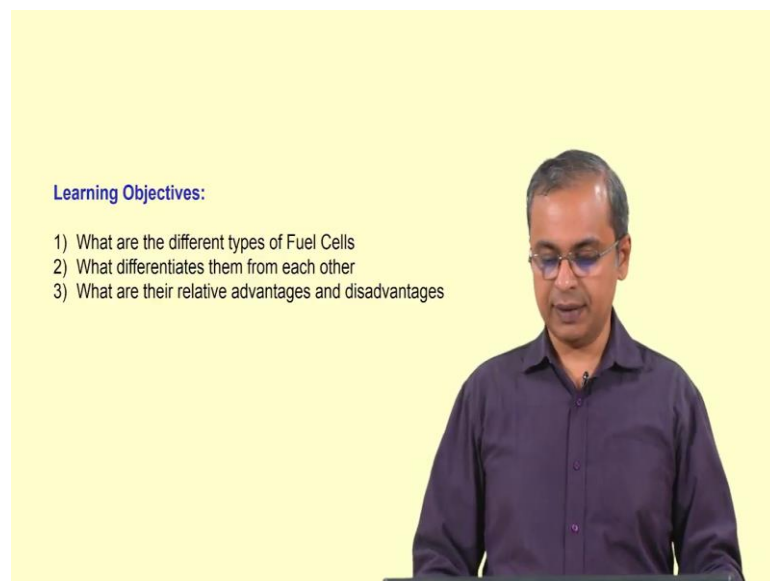 Learning Objectives:
1) What are the different types of Fuel Cells
2) What differentiates them from each other
3) What are their relative advantages and disadvantages